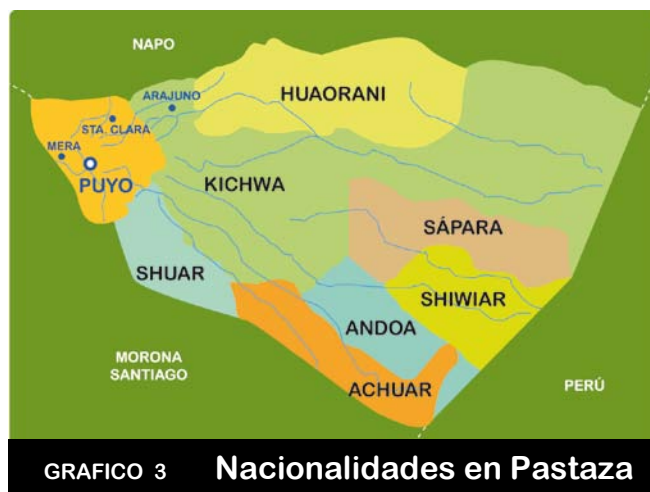 NAPO
HUAORANI
ARAJUNO
STA. CLARA
MERA
PUYO
KICHWA
SÁPARA
SHUAR
SHIWIAR
ANDOA
MORONA
SANTIAGO
ACHUAR
PERÚ
GRAFICO 3 Nacionalidades en Pastaza